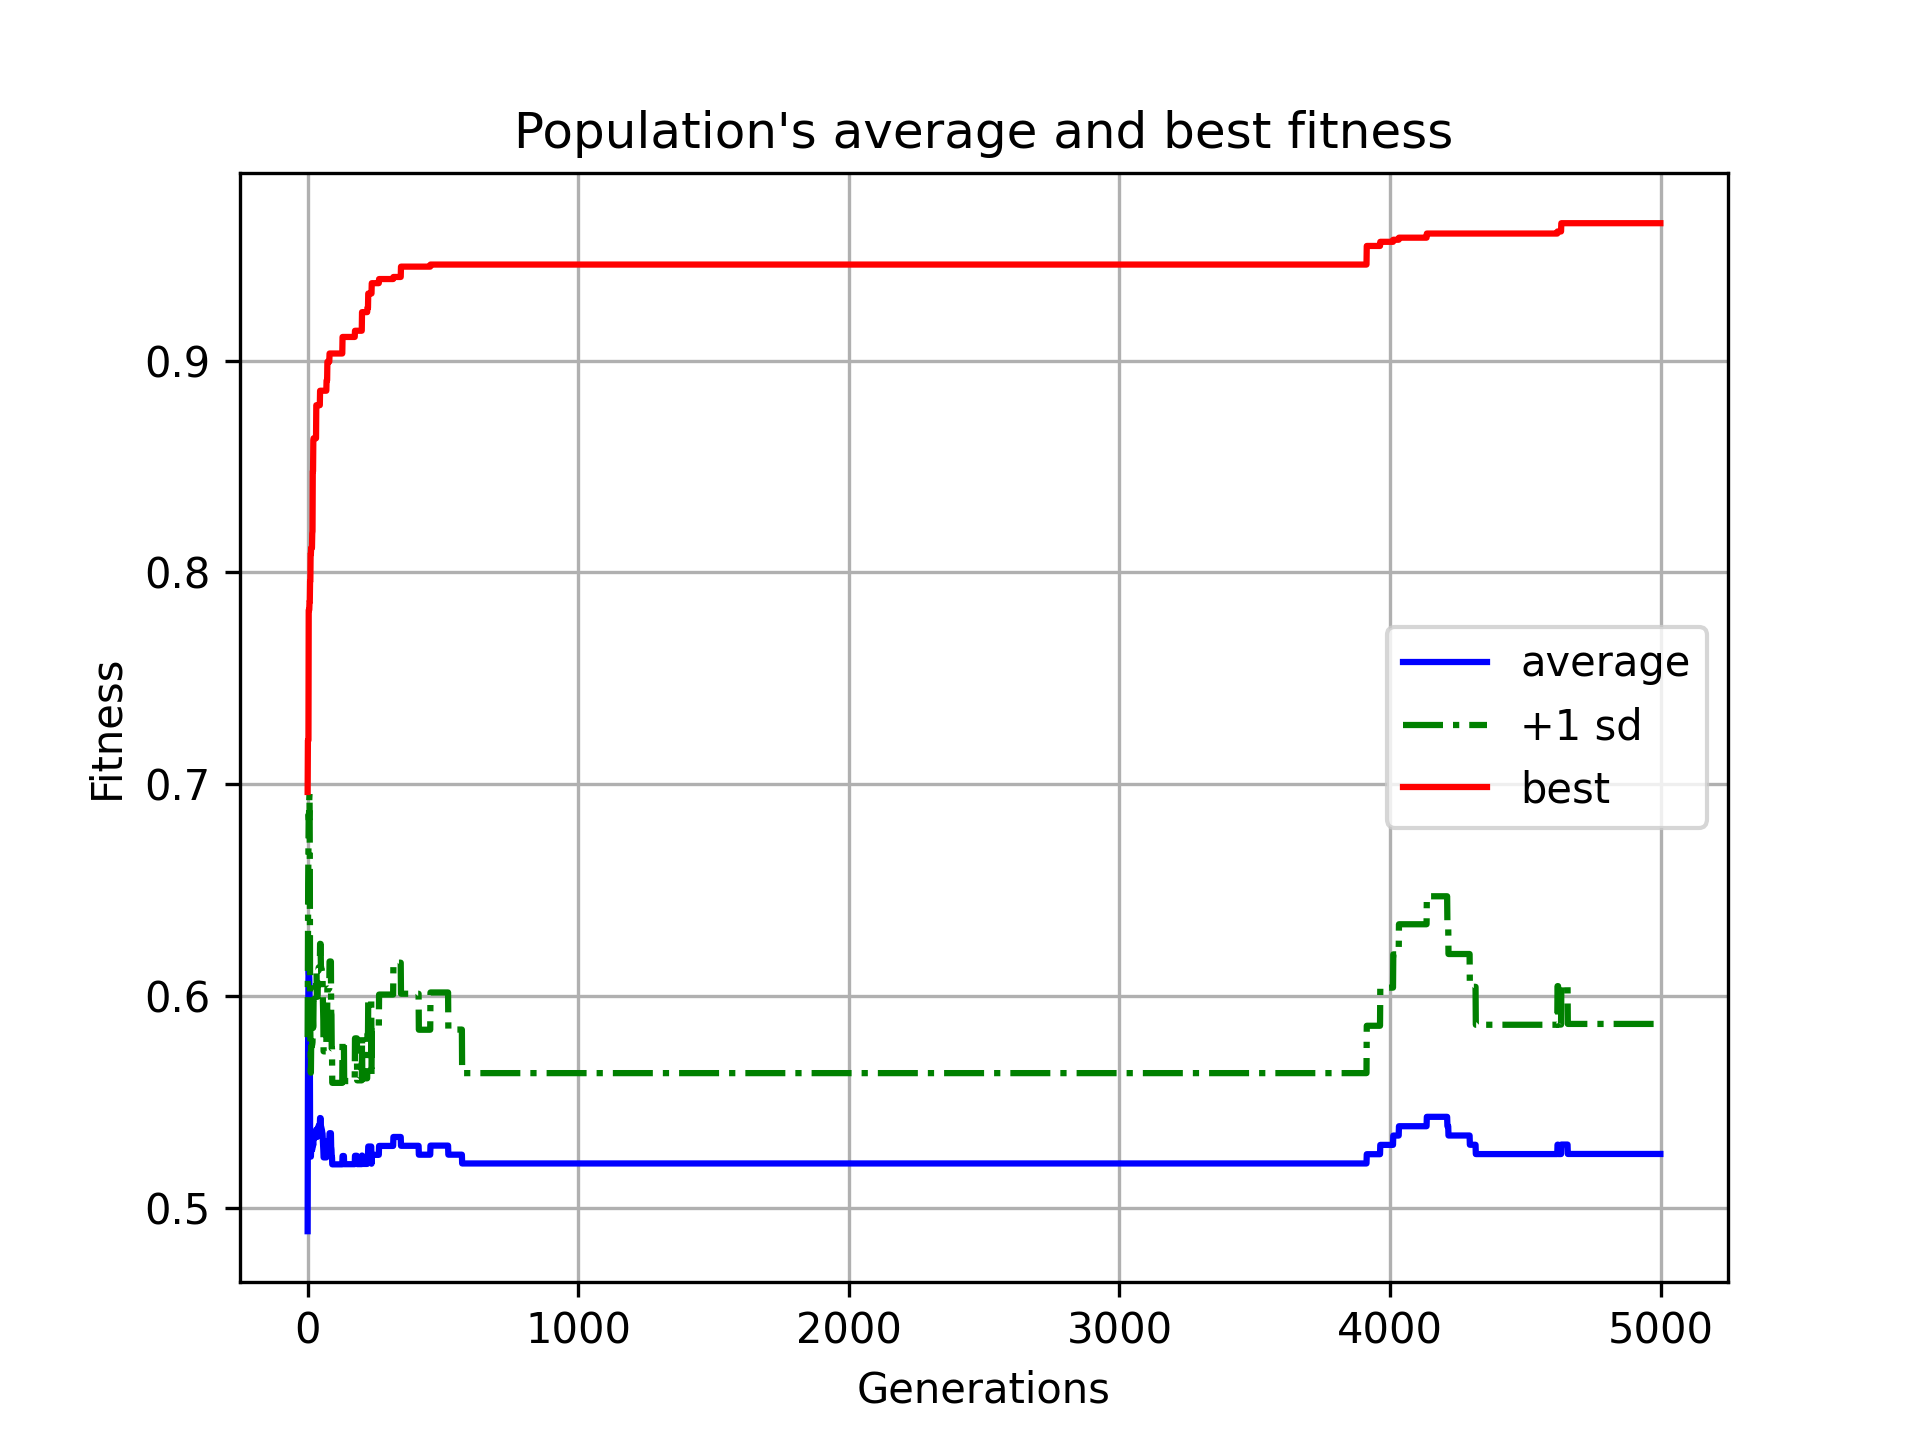 Population's average and best fitness
Fitness
0.9
0.8
0.7
0.6
0.5
average
+1 sd
best
0 1000 2000 3000 4000 5000
Generations